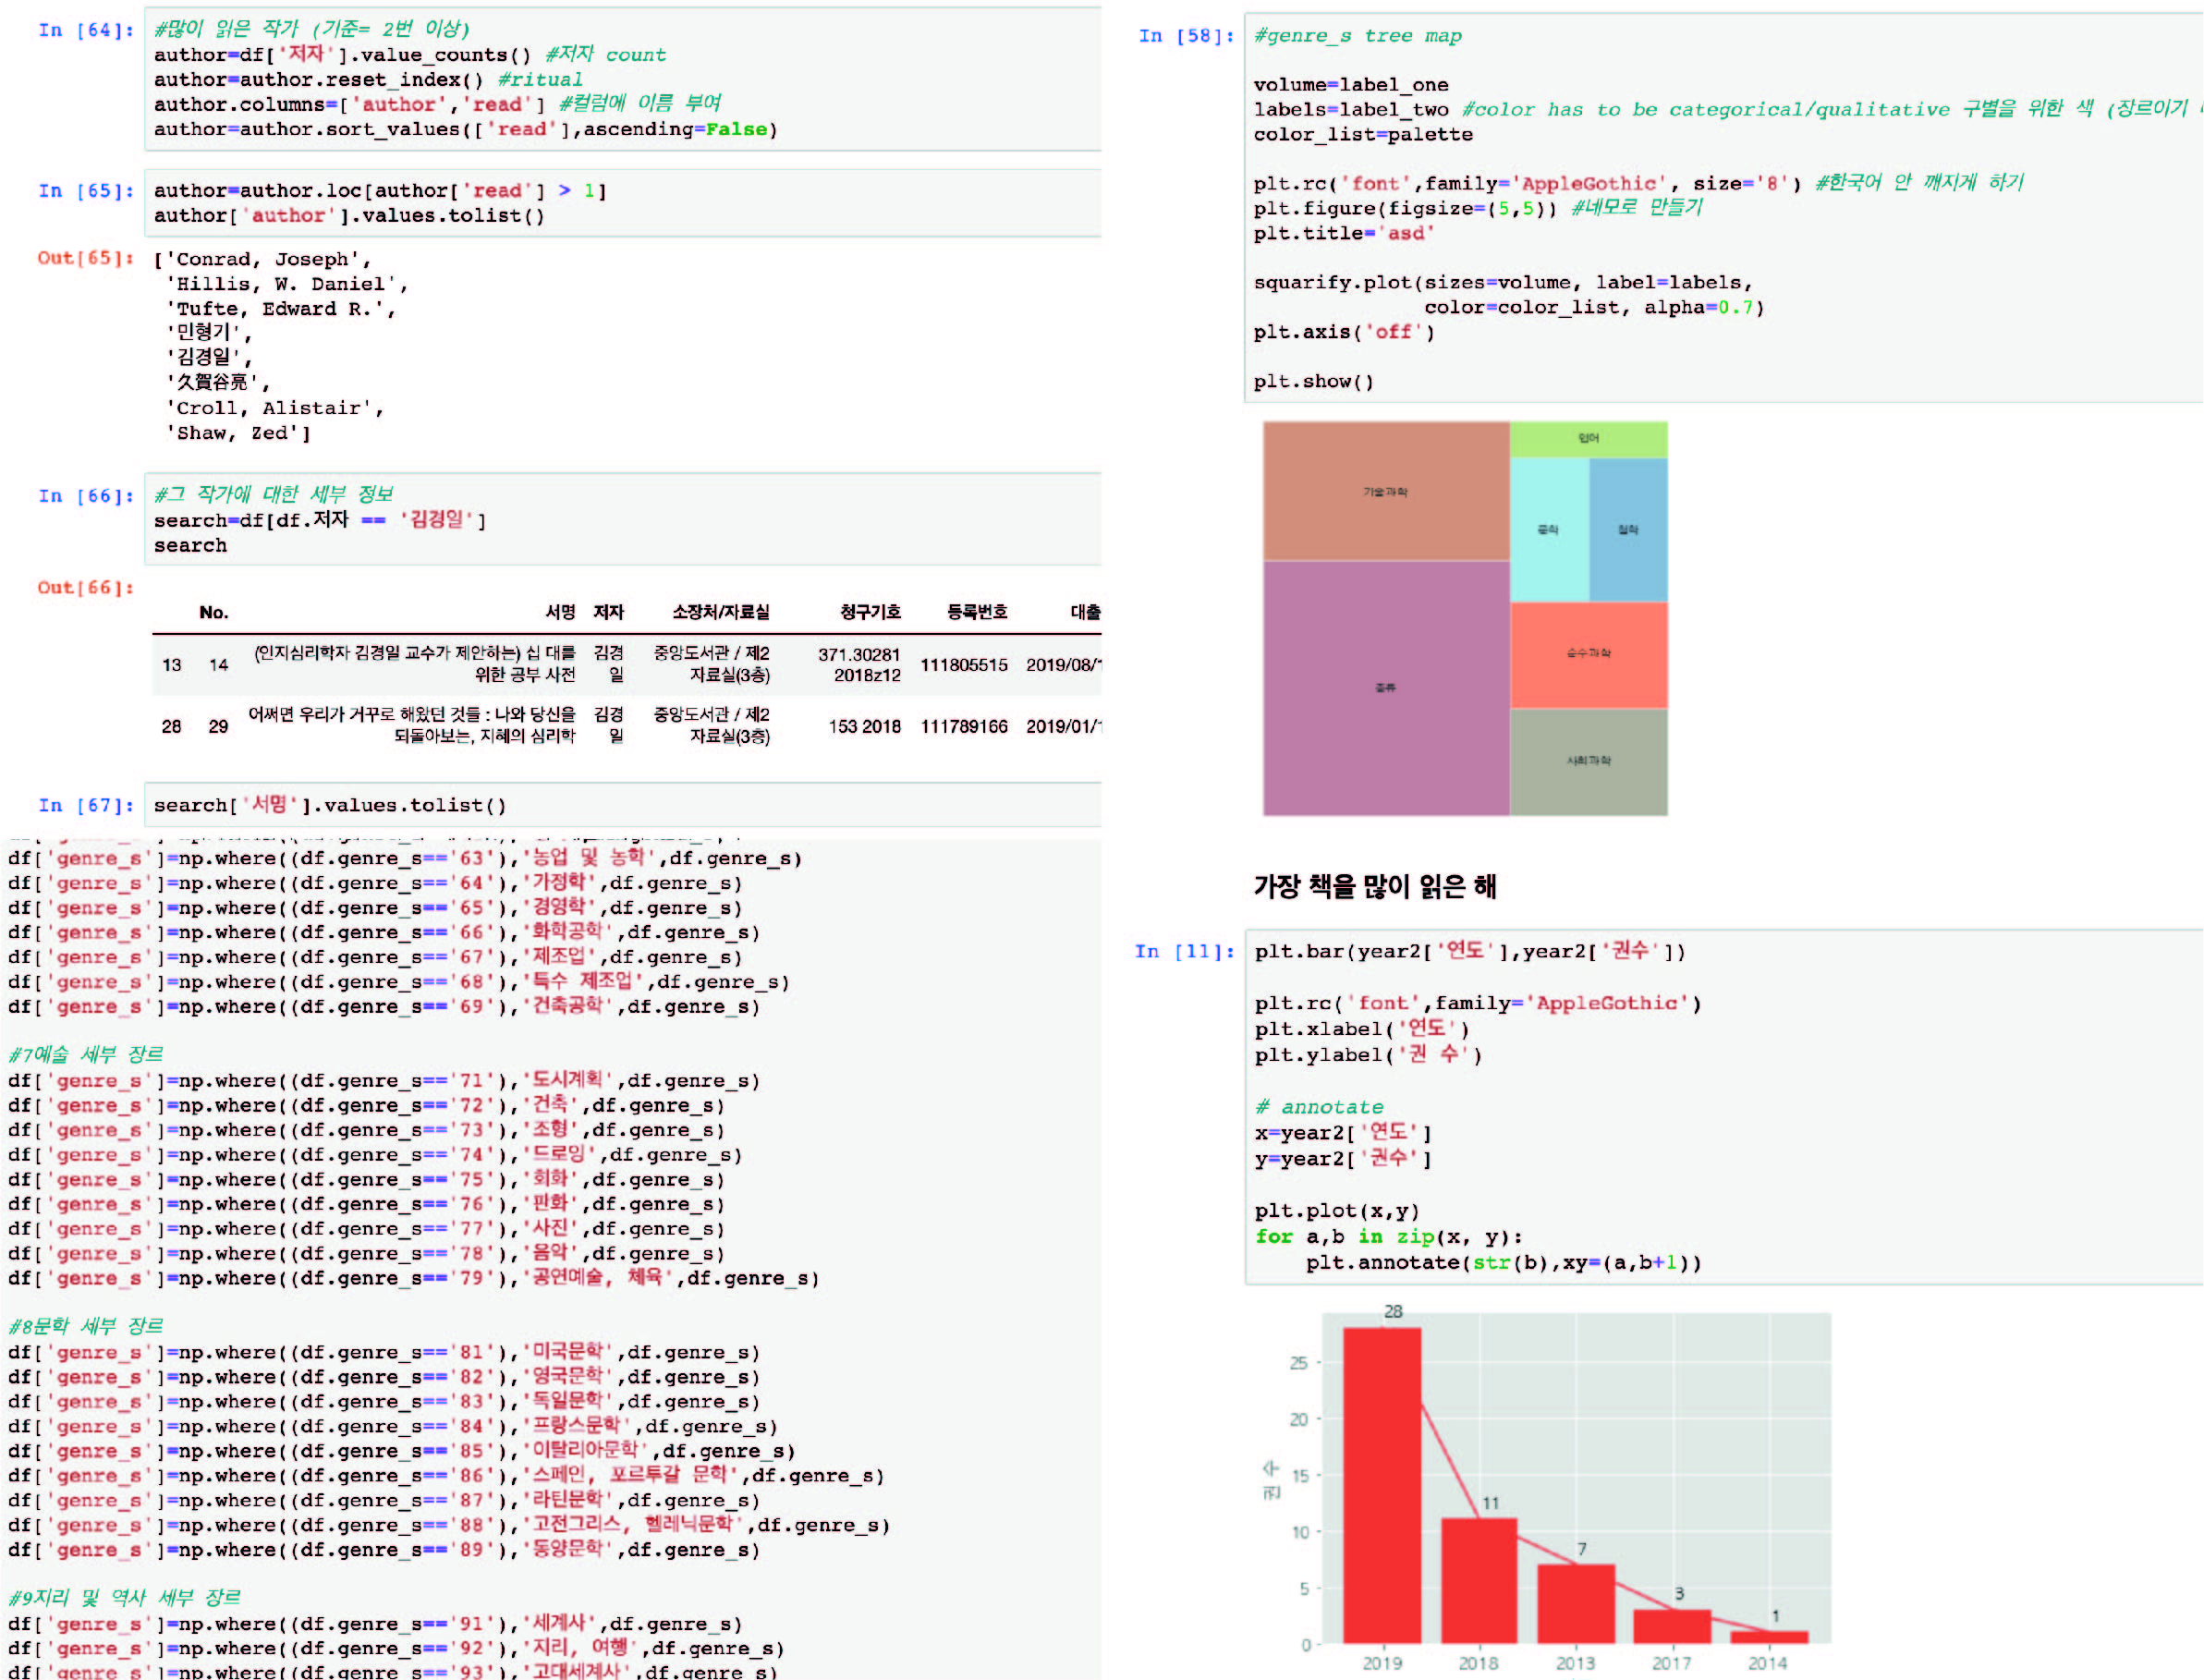 In [64]: #많이 읽은 작가 (기준= 2번 이상)
author=df['저자'].value_counts() #저자 count
author=author.reset_index() #ritual
author.columns=['author','read'] #컬럼에 이름 부여
author=author.sort_values(['read'],ascending=False)
In [65]: author=author.loc[author['read'] > 1]
author['author'].values.tolist()
Out[65]: ['Conrad, Joseph',
'Hillis, W. Daniel',
'Tufte, Edward R.',
'민형기',
'김경일',
'久賀谷亮',
'Croll, Alistair',
'Shaw, Zed']
In [66]: #그 작가에 대한 세부 정보
search=df[df.저자 == '김경일']
search
Out[66]:
No. 서명 저자 소장처/자료실 청구기호 등록번호 대출
13 14 (인지심리학자 김경일 교수가 제안하는) 십 대를 김경 중앙도서관 / 제2 371.30281 111805515 2019/08/1
위한 공부 사전 일 자료실(3층) 2018z12
28 29 어쩌면 우리가 거꾸로 해왔던 것들 : 나와 당신을 김경 중앙도서관 / 제2 153 2018 111789166 2019/01/1
되돌아보는, 지혜의 심리학 일 자료실(3층)
In [67]: search['서명'].values.tolist()
df['genre_s']=np.where((df.genre_s=='63'),'농업 및 농학',df.genre_s)
df['genre_s']=np.where((df.genre_s=='64'),'가정학',df.genre_s)
df['genre_s']=np.where((df.genre_s=='65'),'경영학',df.genre_s)
df['genre_s']=np.where((df.genre_s=='66'),'화학공학',df.genre_s)
df['genre_s']=np.where((df.genre_s=='67'),'제조업',df.genre_s)
df['genre_s']=np.where((df.genre_s=='68'),'특수 제조업',df.genre_s)
df['genre_s']=np.where((df.genre_s=='69'),'건축공학',df.genre_s)
#7예술 세부 장르
df['genre_s']=np.where((df.genre_s=='71'),'도시계획',df.genre_s)
df['genre_s']=np.where((df.genre_s=='72'),'건축',df.genre_s)
df['genre_s']=np.where((df.genre_s=='73'),'조형',df.genre_s)
df['genre_s']=np.where((df.genre_s=='74'),'드로잉',df.genre_s)
df['genre_s']=np.where((df.genre_s=='75'),'회화',df.genre_s)
df['genre_s']=np.where((df.genre_s=='76'),'판화',df.genre_s)
df['genre_s']=np.where((df.genre_s=='77'),'사진',df.genre_s)
df['genre_s']=np.where((df.genre_s=='78'),'음악',df.genre_s)
df['genre_s']=np.where((df.genre_s=='79'),'공연예술, 체육',df.genre_s)
#8문학 세부 장르
df['genre_s']=np.where((df.genre_s=='81'),'미국문학',df.genre_s)
df['genre_s']=np.where((df.genre_s=='82'),'영국문학',df.genre_s)
df['genre_s']=np.where((df.genre_s=='83'),'독일문학',df.genre_s)
df['genre_s']=np.where((df.genre_s=='84'),'프랑스문학',df.genre_s)
df['genre_s']=np.where((df.genre_s=='85'),'이탈리아문학',df.genre_s)
df['genre_s']=np.where((df.genre_s=='86'),'스페인, 포르투갈 문학',df.genre_s)
df['genre_s']=np.where((df.genre_s=='87'),'라틴문학',df.genre_s)
df['genre_s']=np.where((df.genre_s=='88'),'고전그리스, 헬레닉문학',df.genre_s)
df['genre_s']=np.where((df.genre_s=='89'),'동양문학',df.genre_s)
#9지리 및 역사 세부 장르
df['genre_s']=np.where((df.genre_s=='91'),'세계사',df.genre_s)
df['genre_s']=np.where((df.genre_s=='92'),'지리, 여행',df.genre_s)
df['genre_s']=np.where((df.genre_s=='93'),'고대세계사',df.genre_s)
In [58]: #genre_s tree map
volume=label_one
labels=label_two #color has to be categorical/qualitative 구별을 위한 색 (장르이기
color_list=palette
plt.rc('font',family='AppleGothic', size='8') #한국어 안 깨지게 하기
plt.figure(figsize=(5,5)) #네모로 만들기
plt.title='asd'
squarify.plot(sizes=volume, label=labels,
color=color_list, alpha=0.7)
plt.axis('off')
plt.show()
언어
기술과학
문학 철학
순수과학
총류
사회과학
가장 책을 많이 읽은 해
In [11]: plt.bar(year2['연도'],year2['권수'])
plt.rc('font',family='AppleGothic')
plt.xlabel('연도')
plt.ylabel('권 수')
# annotate
x=year2['연도']
y=year2['권수']
plt.plot(x,y)
for a,b in zip(x, y):
plt.annotate(str(b),xy=(a,b+1))
28
25
20
권 수
15
11
10
7
5
3
1
0
2019 2018 2013 2017 2014